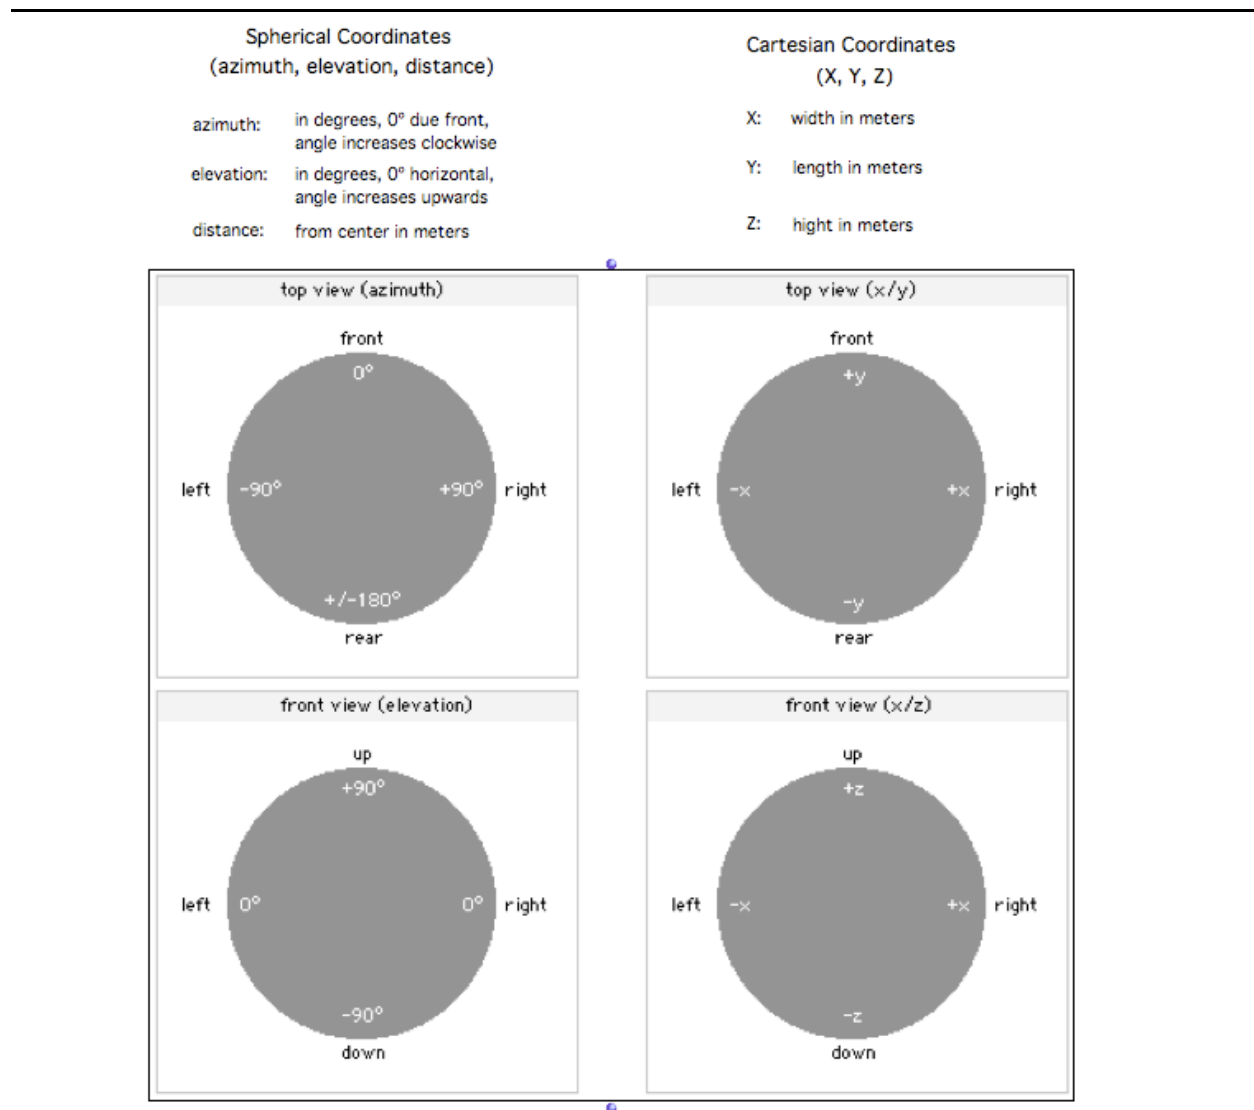 Spherical Coordinates
(azimuth, elevation, distance)
azimuth: in degrees, 0° due front,
angle increases clockwise
elevation: in degrees, 0° horizontal,
angle increases upwards
distance: from center in meters
Cartesian Coordinates
(X, Y, Z)
X: width in meters
Y: length in meters
Z: hight in meters
top view (azimuth)
front
0°
left -90° +90° right
+/-180°
rear
top view (x/y)
front
+y
left -x +x right
-y
rear
front view (elevation)
up
+90°
left 0° 0° right
-90°
down
front view (x/z)
up
+z
left -x +x right
-z
down